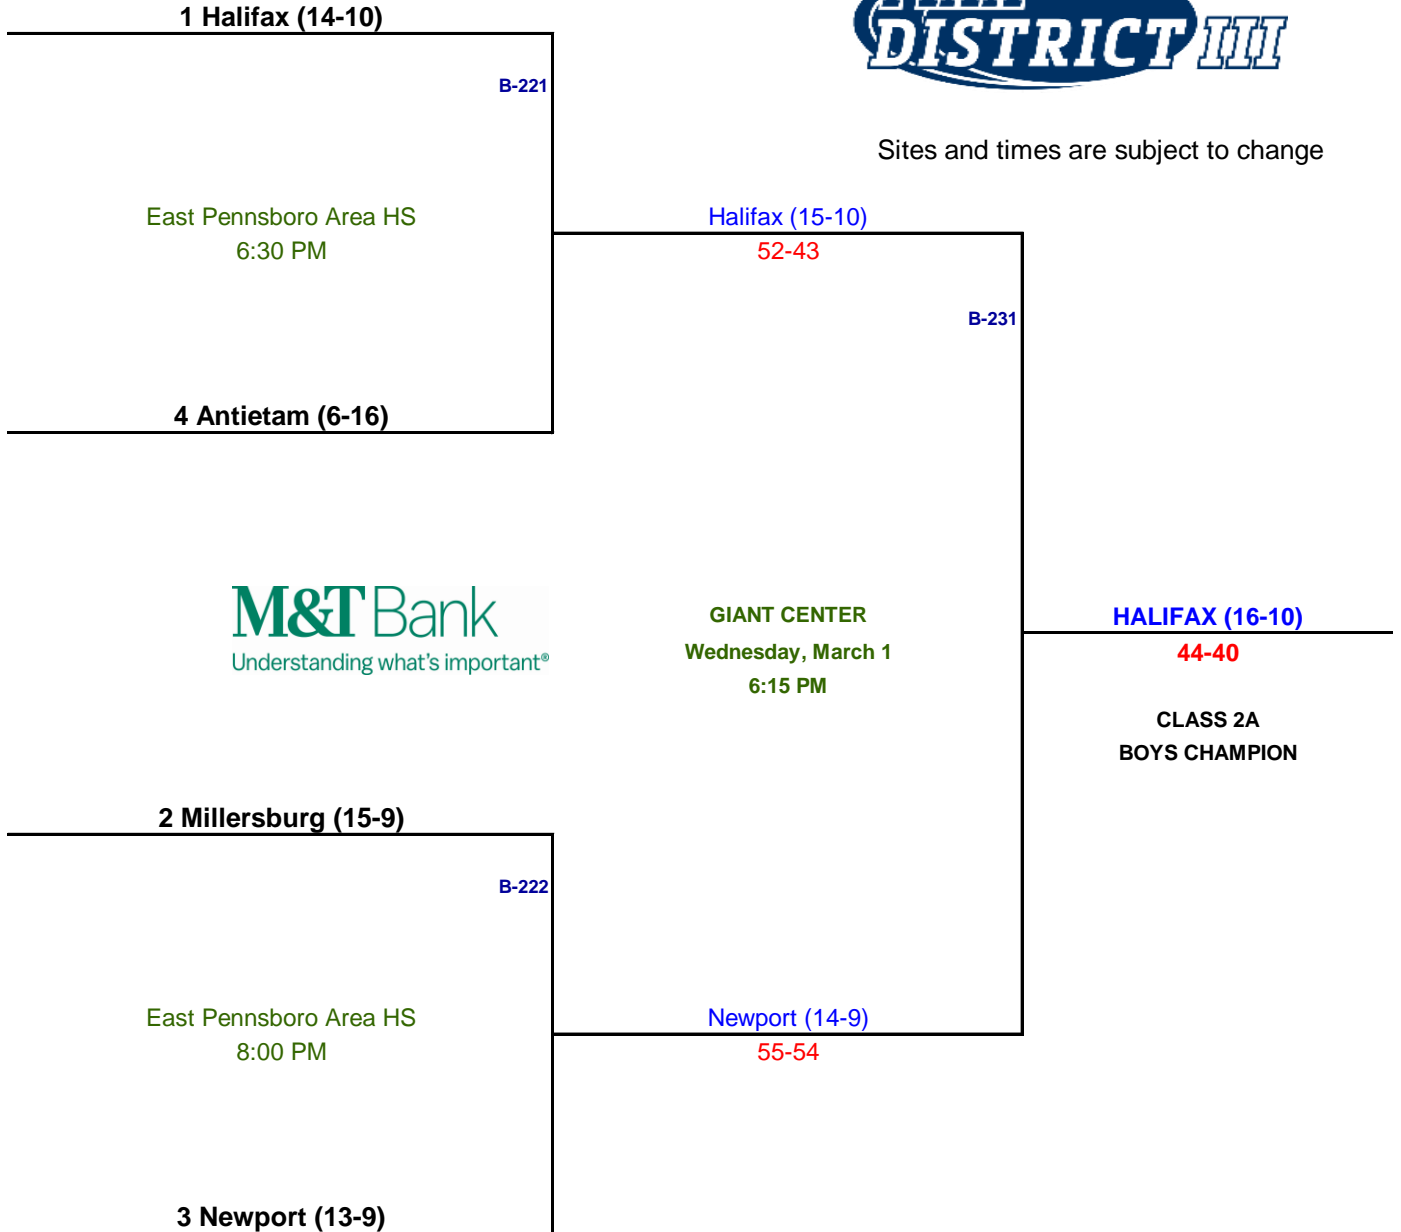 1 Halifax (14-10)
DISTRICT III
B-221
Sites and times are subject to change
East Pennsboro Area HS
6:30 PM
Halifax (15-10)
52-43
B-231
4 Antietam (6-16)
M&T Bank
Understanding what's important®
GIANT CENTER
Wednesday, March 1
6:15 PM
HALIFAX (16-10)
44-40
CLASS 2A
BOYS CHAMPION
2 Millersburg (15-9)
B-222
East Pennsboro Area HS
8:00 PM
Newport (14-9)
55-54
3 Newport (13-9)